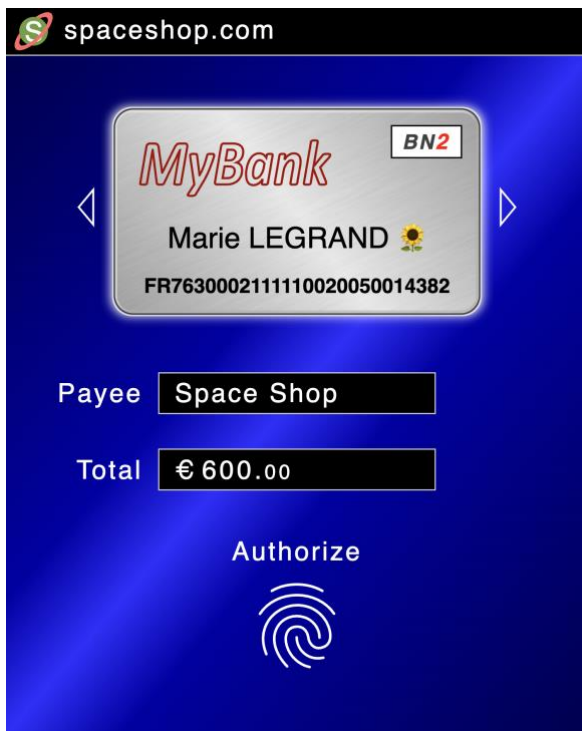 spaceshop.com
BN2
MyBank
Marie LEGRAND 🌻
FR7630002111110020050014382
Payee Space Shop
Total € 600.00
Authorize